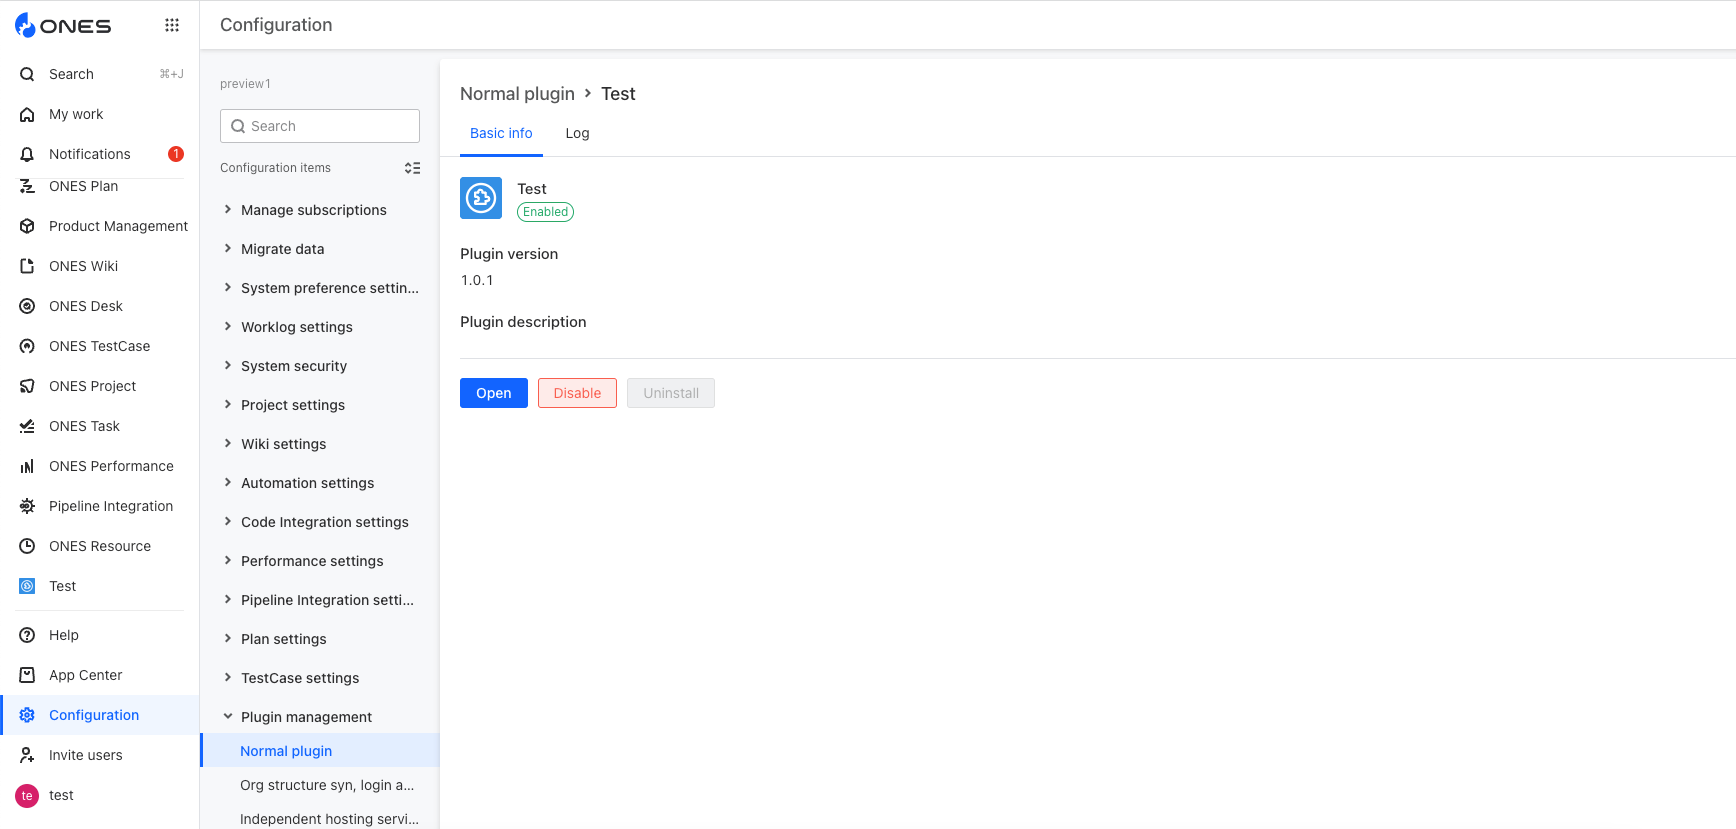 ONES
Search ⌘+J
My work
Notifications 1
ONES Plan
Product Management
ONES Wiki
ONES Desk
ONES TestCase
ONES Project
ONES Task
ONES Performance
Pipeline Integration
ONES Resource
Test
Help
App Center
Configuration
Invite users
te test
Configuration
preview1
Search
Configuration items
Manage subscriptions
Migrate data
System preference settin...
Worklog settings
System security
Project settings
Wiki settings
Automation settings
Code Integration settings
Performance settings
Pipeline Integration setti...
Plan settings
TestCase settings
Plugin management
Normal plugin
Org structure syn, login a...
Independent hosting servi...
Normal plugin > Test
Basic info Log
Test
Enabled
Plugin version
1.0.1
Plugin description
Open Disable Uninstall